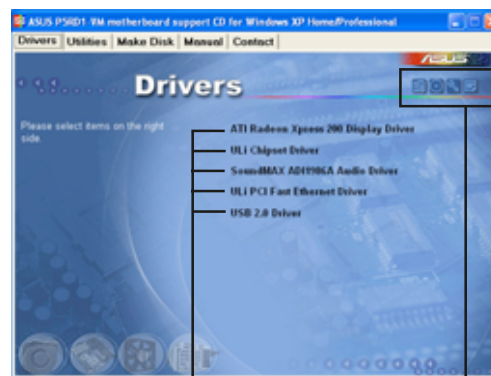 ASUS P5RD1-VM motherboard support CD for Windows XP Home/Professional
Drivers Utilities Make Disk Manual Contact
ASUS
Drivers
Please select items on the right side.
ATI Radeon Xpress 200 Display Driver
ULi Chipset Driver
SoundMAX ADI1986A Audio Driver
ULi PCI Fast Ethernet Driver
USB 2.0 Driver